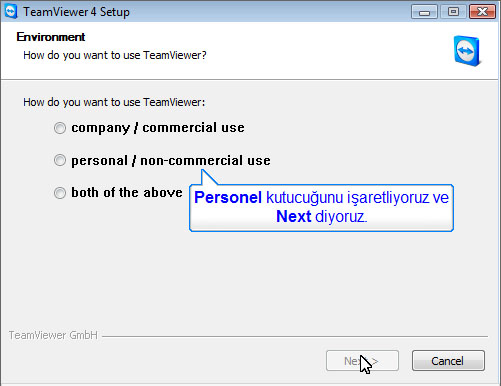 TeamViewer 4 Setup
Environment
How do you want to use TeamViewer?
How do you want to use TeamViewer:
company / commercial use
personal / non-commercial use
both of the above
Personel kutucuğunu işaretliyoruz ve
Next diyoruz.
TeamViewer GmbH
Next >
Cancel